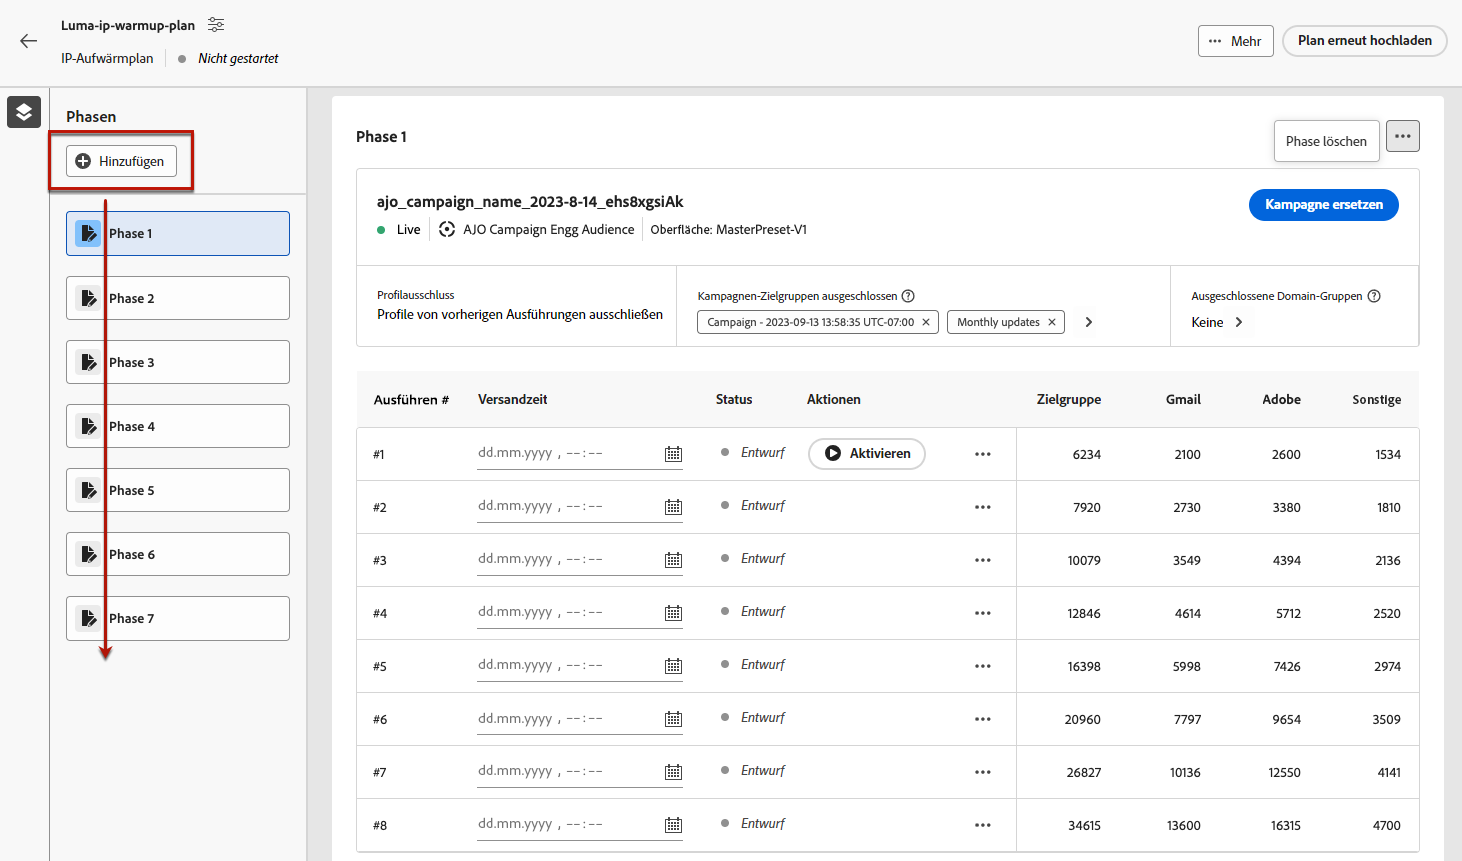 Luma-ip-warmup-plan
IP-Aufwärmplan
Nicht gestartet
Mehr
Plan erneut hochladen
Phasen
Hinzufügen
Phase 1
Phase 2
Phase 3
Phase 4
Phase 5
Phase 6
Phase 7
Phase 1
Phase löschen
ajo_campaign_name_2023-8-14_ehs8xgsiAk
Live
AJO Campaign Engg Audience
Oberfläche: MasterPreset-V1
Kampagne ersetzen
Profilausschluss
Profile von vorherigen Ausführungen ausschließen
Kampagnen-Zielgruppen ausgeschlossen
Campaign - 2023-09-13 13:58:35 UTC-07:00
Monthly updates
Ausgeschlossene Domain-Gruppen
Keine
Ausführen # Versandzeit Status Aktionen Zielgruppe Gmail Adobe Sonstige
#1 dd.mm.yyyy , --:-- Entwurf Aktivieren 6234 2100 2600 1534
#2 dd.mm.yyyy , --:-- Entwurf 7920 2730 3380 1810
#3 dd.mm.yyyy , --:-- Entwurf 10079 3549 4394 2136
#4 dd.mm.yyyy , --:-- Entwurf 12846 4614 5712 2520
#5 dd.mm.yyyy , --:-- Entwurf 16398 5998 7426 2974
#6 dd.mm.yyyy , --:-- Entwurf 20960 7797 9654 3509
#7 dd.mm.yyyy , --:-- Entwurf 26827 10136 12550 4141
#8 dd.mm.yyyy , --:-- Entwurf 34615 13600 16315 4700